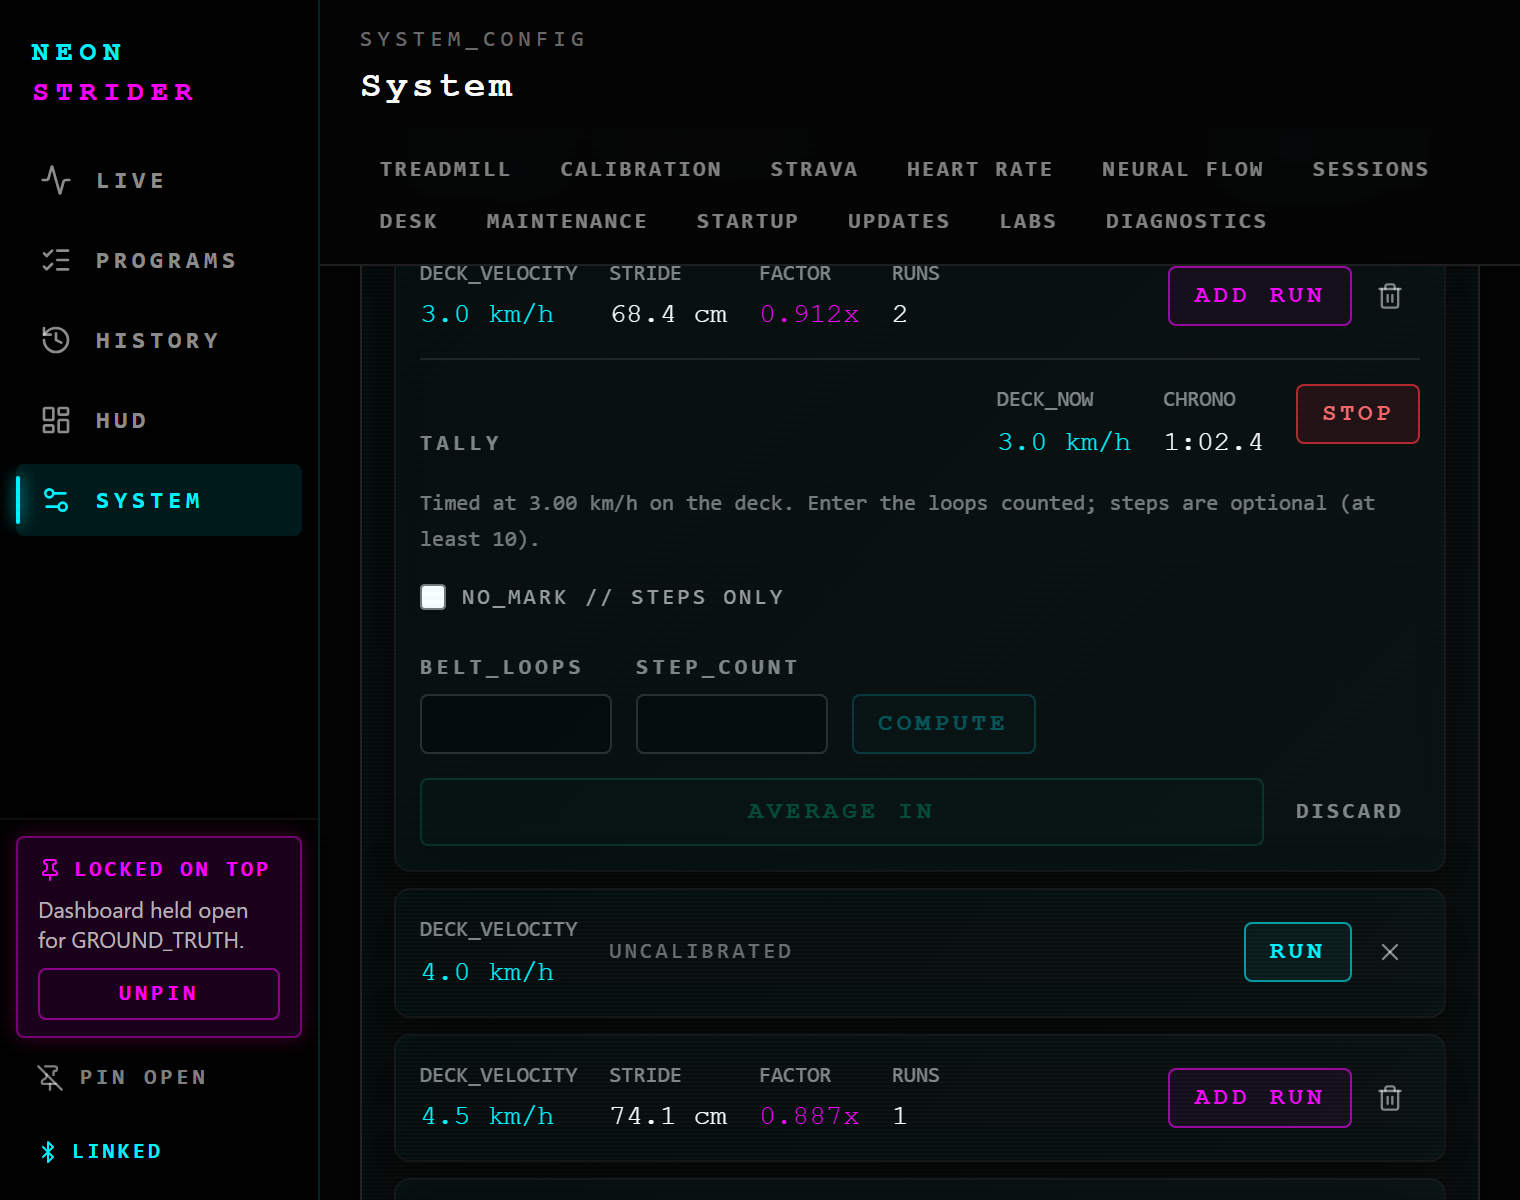 NEON
STRIDER
LIVE
PROGRAMS
HISTORY
HUD
SYSTEM
LOCKED ON TOP
Dashboard held open
for GROUND_TRUTH.
UNPIN
PIN OPEN
LINKED
SYSTEM_CONFIG
System
TREADMILL CALIBRATION STRAVA HEART RATE NEURAL FLOW SESSIONS
DESK MAINTENANCE STARTUP UPDATES LABS DIAGNOSTICS
DECK_VELOCITY STRIDE FACTOR RUNS
3.0 km/h 68.4 cm 0.912x 2
ADD RUN
DECK_NOW CHRONO
TALLY 3.0 km/h 1:02.4
STOP
Timed at 3.00 km/h on the deck. Enter the loops counted; steps are optional (at
least 10).
NO_MARK // STEPS ONLY
BELT_LOOPS STEP_COUNT
COMPUTE
AVERAGE IN DISCARD
DECK_VELOCITY
4.0 km/h
UNCALIBRATED
RUN
DECK_VELOCITY STRIDE FACTOR RUNS
4.5 km/h 74.1 cm 0.887x 1
ADD RUN